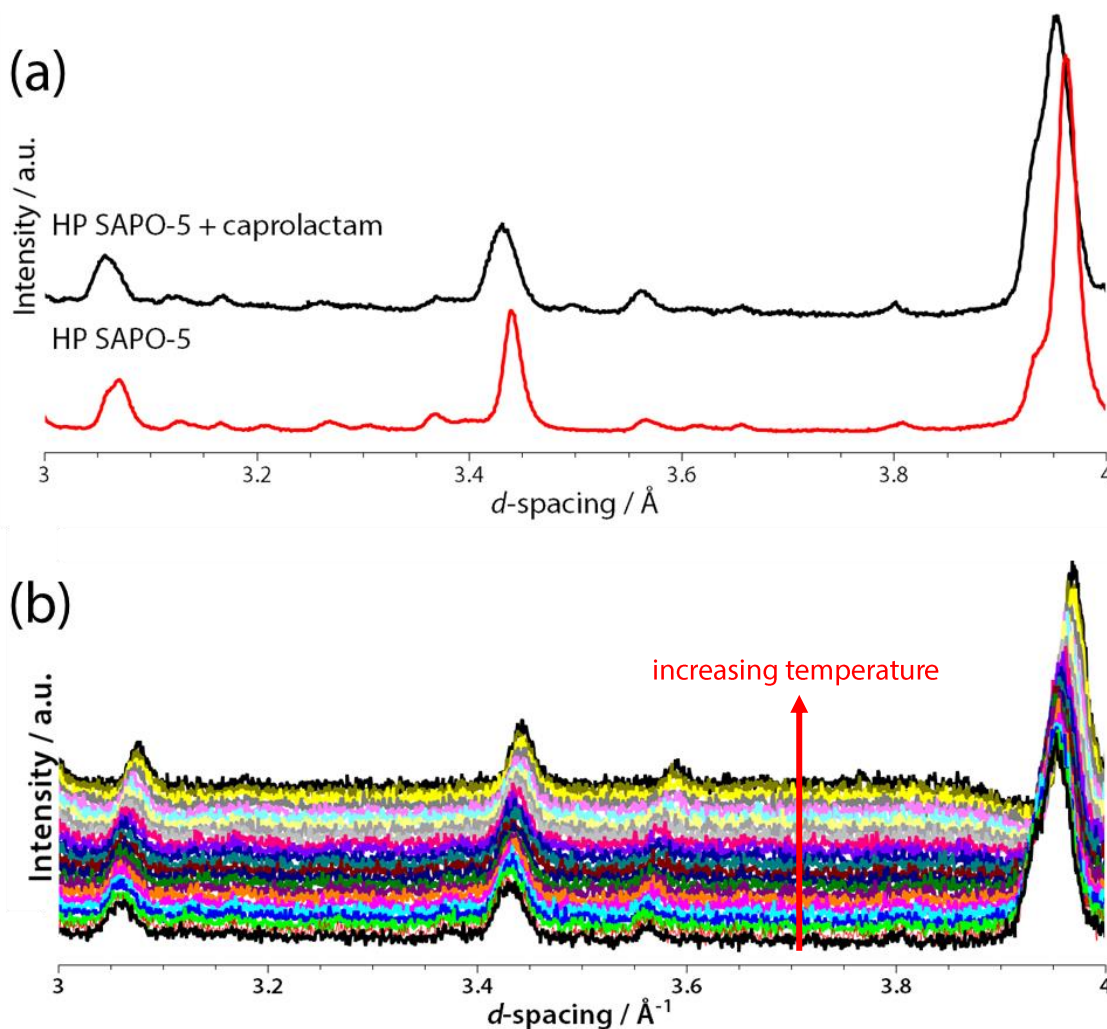 (a)
Intensity / a.u.
HP SAPO-5 + caprolactam
HP SAPO-5
3 3.2 3.4 3.6 3.8 4
d-spacing / Å
(b)
Intensity / a.u.
increasing temperature
3 3.2 3.4 3.6 3.8 4
d-spacing / Å⁻¹